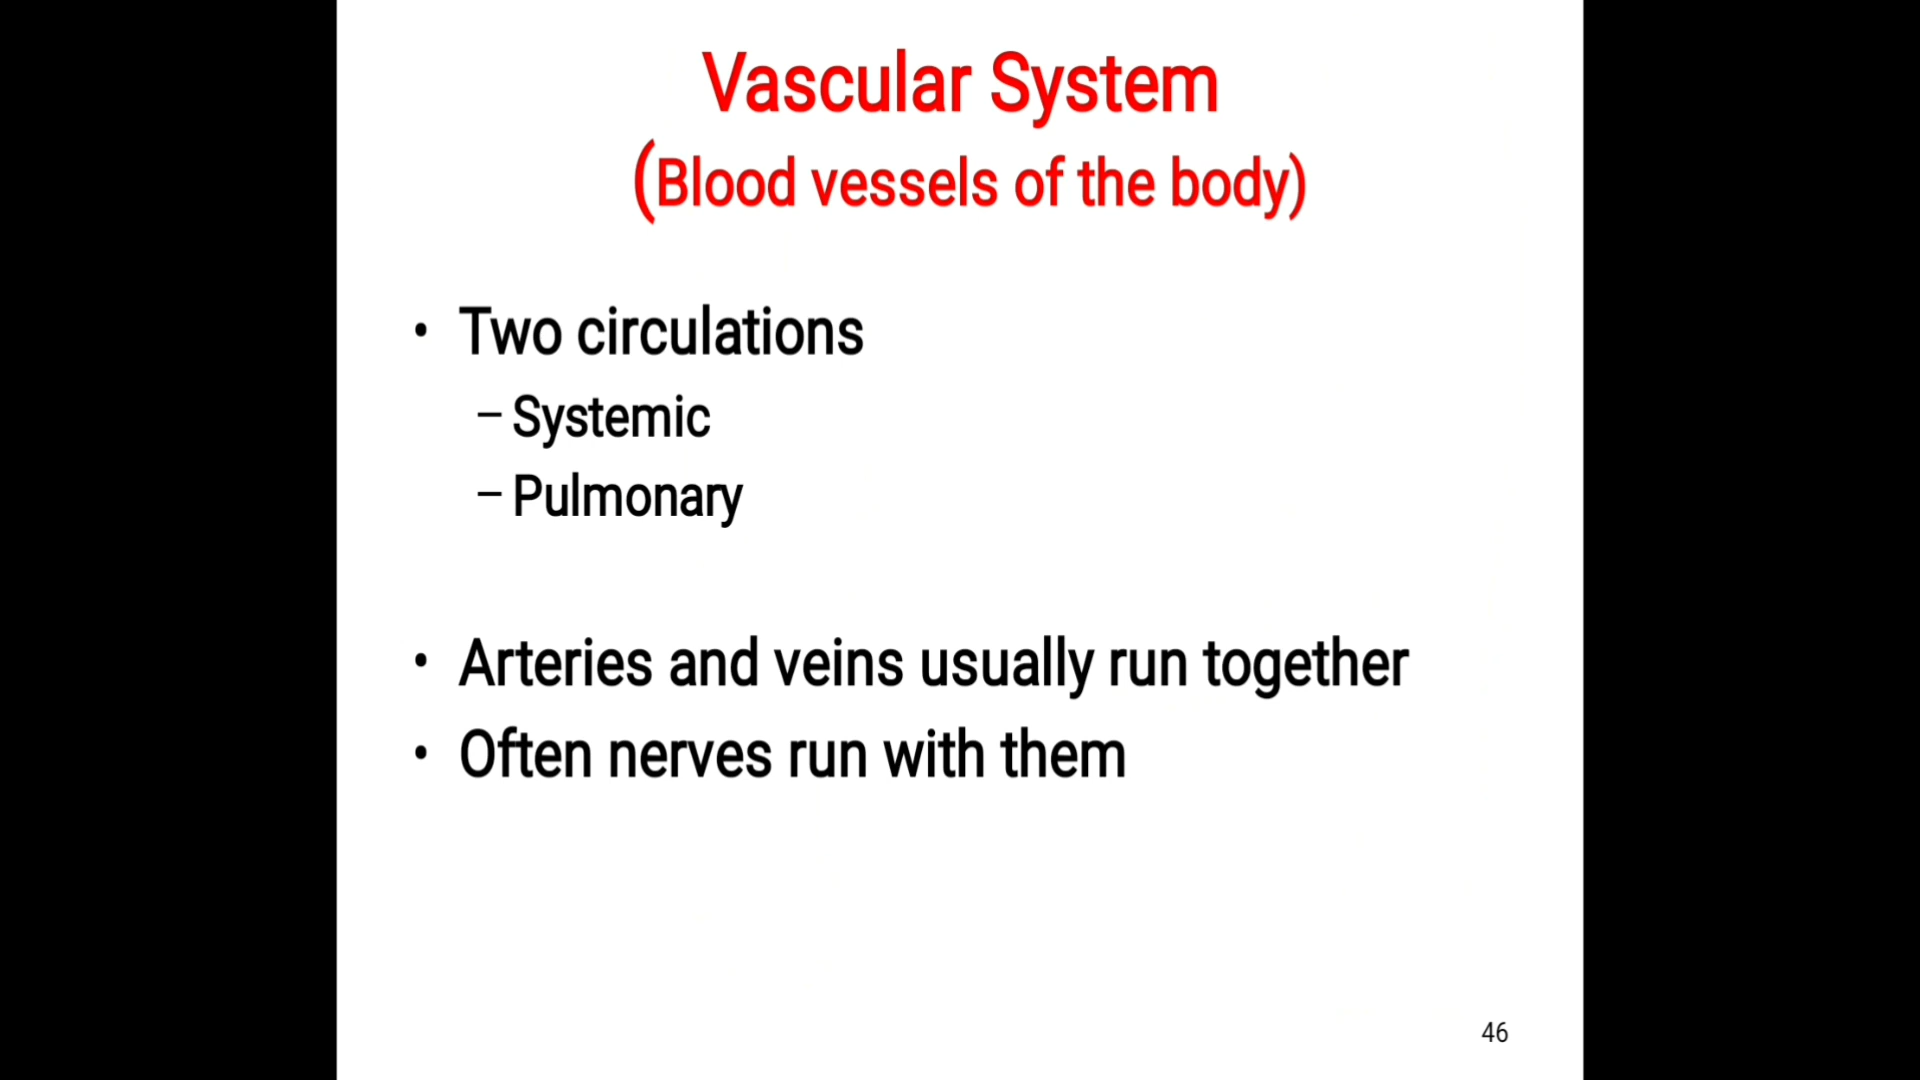 Vascular System
(Blood vessels of the body)
• Two circulations
– Systemic
– Pulmonary
• Arteries and veins usually run together
• Often nerves run with them
46